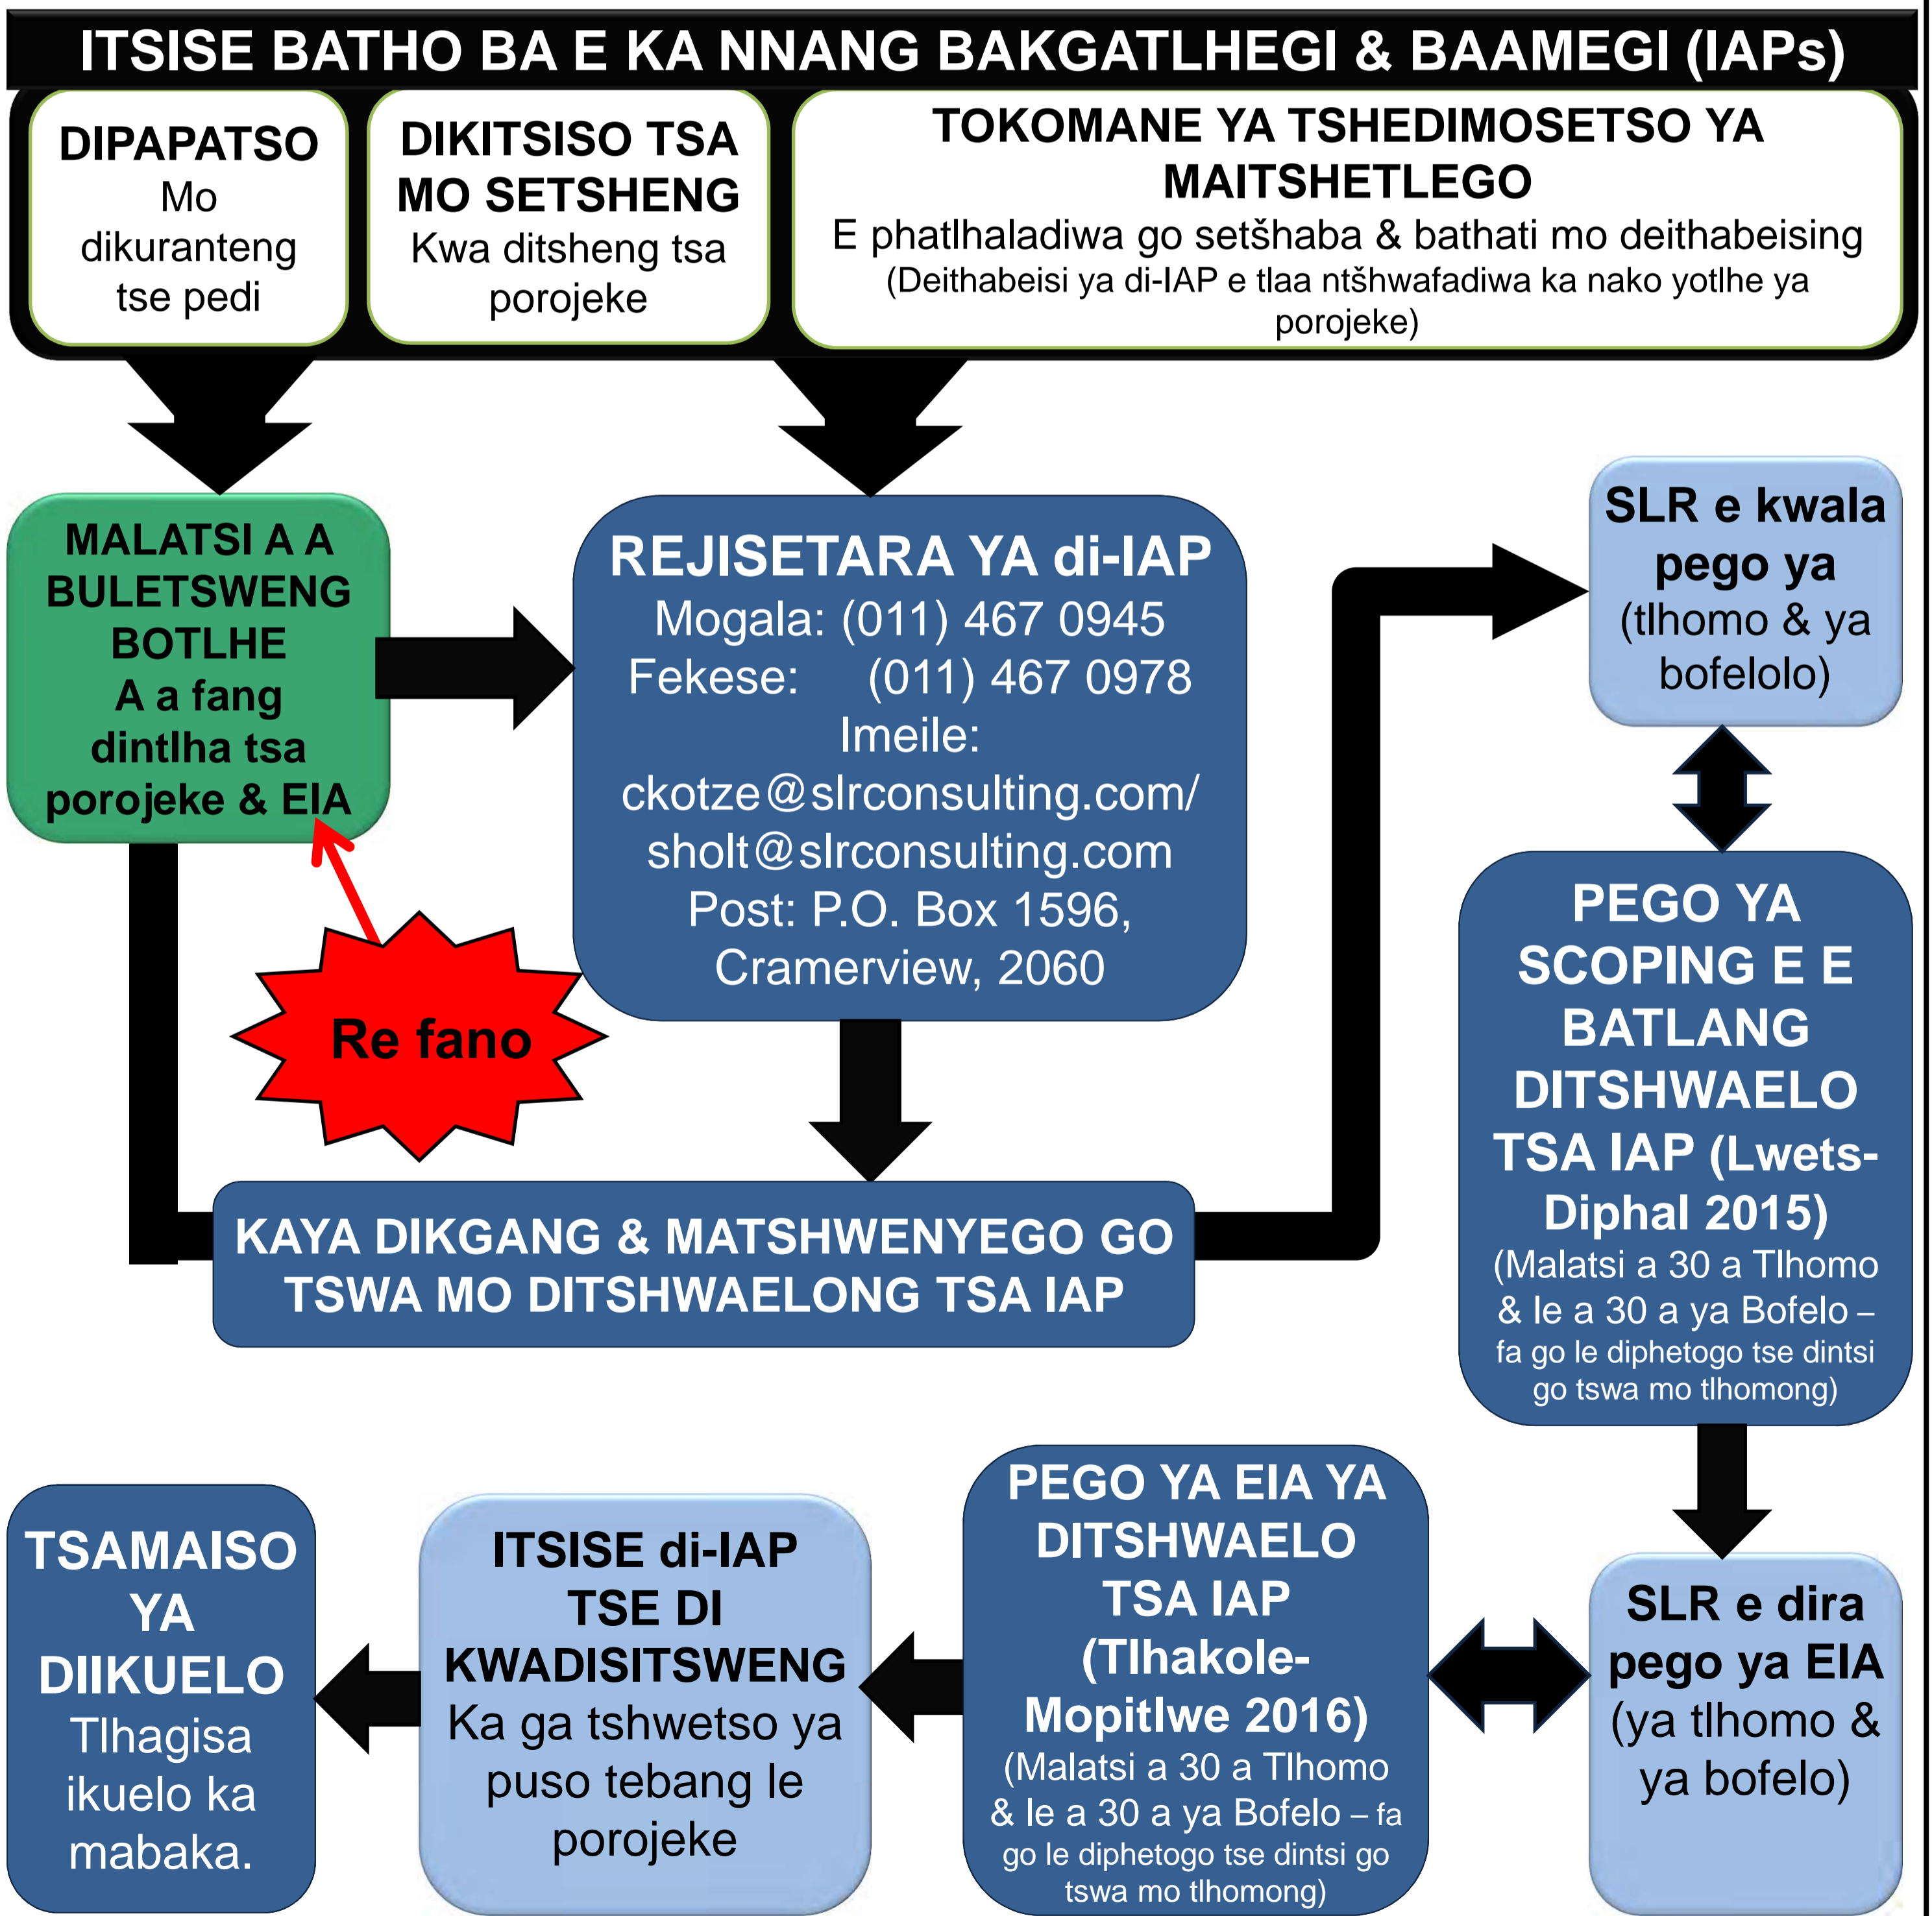 ITSISE BATHO BA E KA NNANG BAKGATLHEGI & BAAMEGI (IAPs)
DIPAPATSO
Mo
dikuranteng
tse pedi
DIKITSISO TSA
MO SETSHENG
Kwa ditsheng tsa
porojeke
TOKOMANE YA TSHEDIMOSETSO YA
MAITSHETLEGO
E phatlhaladiwa go setšhaba & bathati mo deithabeising
(Deithabeisi ya di-IAP e tlaa ntšhwafadiwa ka nako yotlhe ya
porojeke)
MALATSI A A
BULETSWENG
BOTLHE
A a fang
dintlha tsa
porojeke & EIA
Re fano
REJISETARA YA di-IAP
Mogala: (011) 467 0945
Fekese: (011) 467 0978
Imeile:
ckotze@slrconsulting.com/
sholt@slrconsulting.com
Post: P.O. Box 1596,
Cramerview, 2060
KAYA DIKGANG & MATSHWENYEGO GO
TSWA MO DITSHWAELONG TSA IAP
SLR e kwala
pego ya
(tlhomo & ya
bofelolo)
PEGO YA
SCOPING E E
BATLANG
DITSHWAELO
TSA IAP (Lwets-
Diphal 2015)
(Malatsi a 30 a Tlhomo
& le a 30 a ya Bofelo –
fa go le diphetogo tse dintsi
go tswa mo tlhomong)
SLR e dira
pego ya EIA
(ya tlhomo &
ya bofelo)
PEGO YA EIA YA
DITSHWAELO
TSA IAP
(Tlhakole-
Mopitlwe 2016)
(Malatsi a 30 a Tlhomo
& le a 30 a ya Bofelo – fa
go le diphetogo tse dintsi go
tswa mo tlhomong)
ITSISE di-IAP
TSE DI
KWADISITSWENG
Ka ga tshwetso ya
puso tebang le
porojeke
TSAMAISO
YA
DIIKUELO
Tlhagisa
ikuelo ka
mabaka.